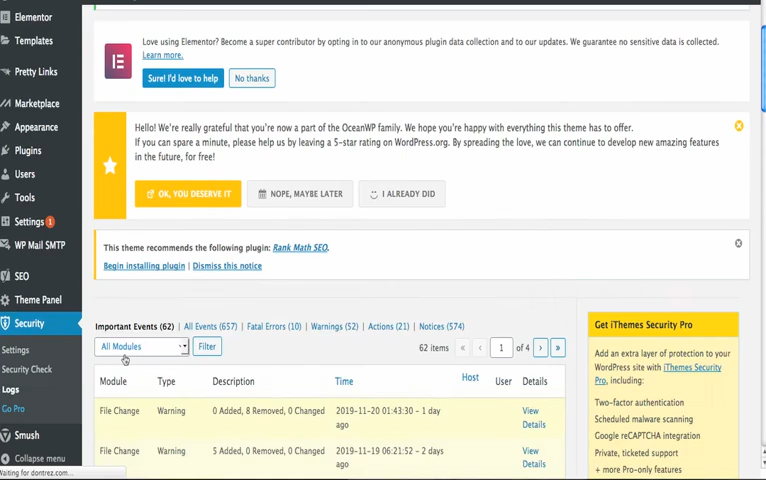 Elementor
Templates
Pretty Links
Marketplace
Appearance
Plugins
Users
Tools
Settings 1
WP Mail SMTP
SEO
Theme Panel
Security
Settings
Security Check
Logs
Go Pro
Smush
Collapse menu
Waiting for dontrez.com...
Love using Elementor? Become a super contributor by opting in to our anonymous plugin data collection and to our updates. We guarantee no sensitive data is collected.
Learn more.
Sure! I'd love to help No thanks
Hello! We're really grateful that you're now a part of the OceanWP family. We hope you're happy with everything this theme has to offer.
If you can spare a minute, please help us by leaving a 5-star rating on WordPress.org. By spreading the love, we can continue to develop new amazing features
in the future, for free!
OK, YOU DESERVE IT NOPE, MAYBE LATER I ALREADY DID
This theme recommends the following plugin: Rank Math SEO.
Begin installing plugin | Dismiss this notice
Important Events (62) | All Events (657) | Fatal Errors (10) | Warnings (52) | Actions (21) | Notices (574)
All Modules Filter 62 items « ‹ 1 of 4 › »
Module Type Description Time Host User Details
File Change Warning 0 Added, 8 Removed, 0 Changed 2019-11-20 01:43:30 - 1 day
ago
View
Details
File Change Warning 5 Added, 0 Removed, 0 Changed 2019-11-19 06:21:52 - 2 days
ago
View
Details
Get iThemes Security Pro
Add an extra layer of protection to your
WordPress site with iThemes Security
Pro, including:
Two-factor authentication
Scheduled malware scanning
Google reCAPTCHA integration
Private, ticketed support
+ more Pro-only features